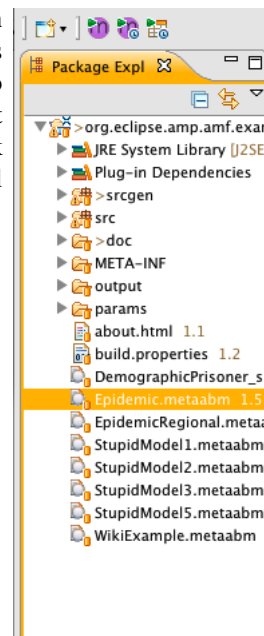 Package Expl
>org.eclipse.amp.amf.exam
JRE System Library [J2SE
Plug-in Dependencies
>srcgen
src
>doc
META-INF
output
params
about.html 1.1
build.properties 1.2
DemographicPrisoner_s
Epidemic.metaabm 1.5
EpidemicRegional.metaa
StupidModel1.metaabm
StupidModel2.metaabm
StupidModel3.metaabm
StupidModel5.metaabm
WikiExample.metaabm